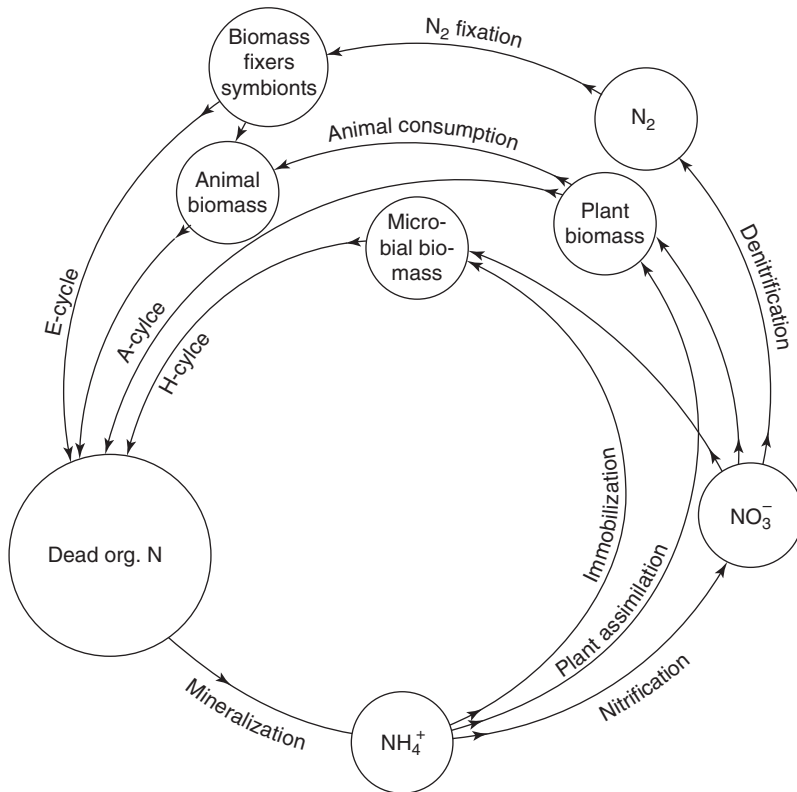 Biomass
fixers
symbionts
N₂ fixation
N₂
Animal consumption
Animal
biomass
Plant
biomass
Micro-
bial bio-
mass
Denitrification
E-cycle
A-cylce
H-cylce
Dead org. N
Immobilization
Plant assimilation
NO₃⁻
Nitrification
Mineralization
NH₄⁺